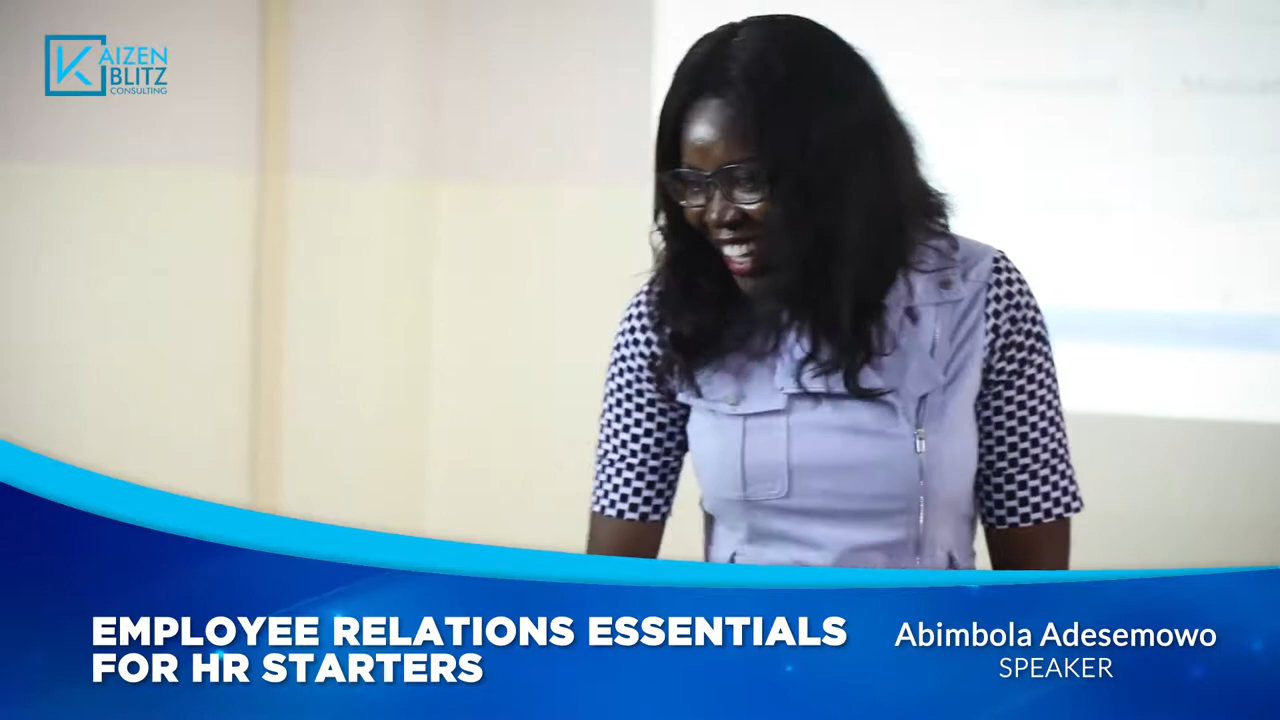 KAIZEN
BLITZ
CONSULTING
EMPLOYEE RELATIONS ESSENTIALS
FOR HR STARTERS
Abimbola Adesemowo
SPEAKER